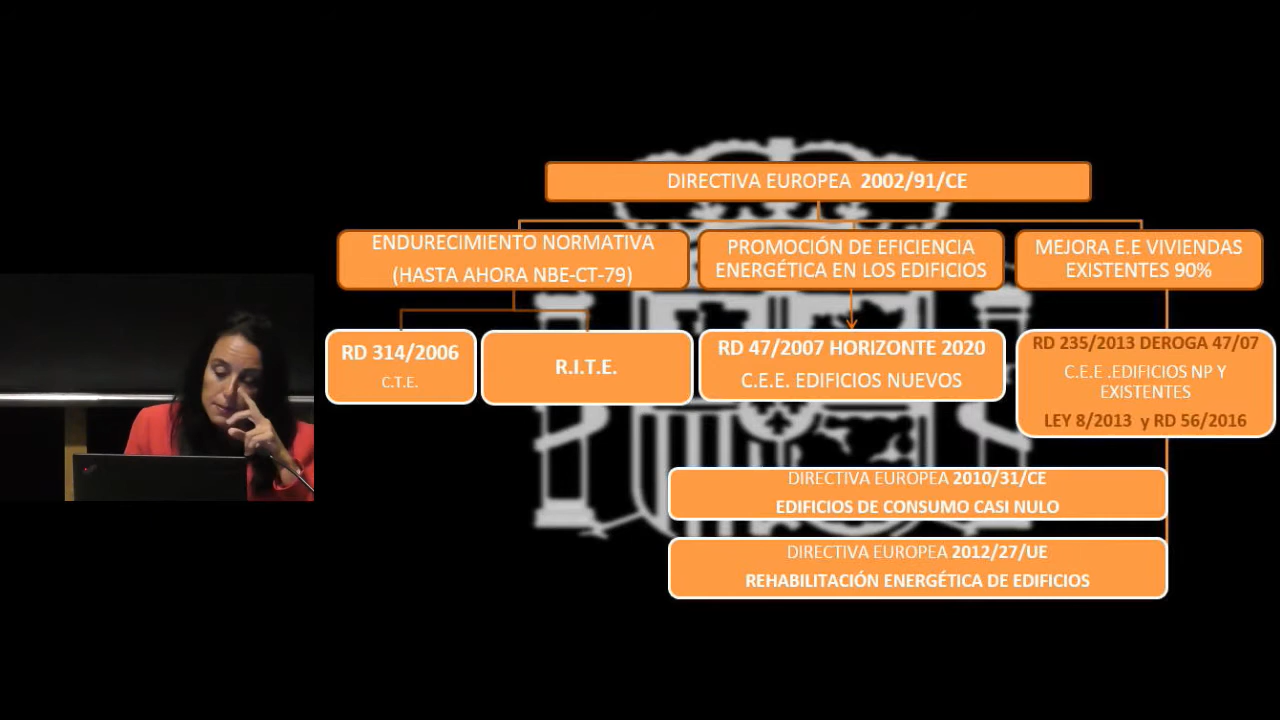 DIRECTIVA EUROPEA 2002/91/CE
ENDURECIMIENTO NORMATIVA
(HASTA AHORA NBE-CT-79)
PROMOCIÓN DE EFICIENCIA
ENERGÉTICA EN LOS EDIFICIOS
MEJORA E.E VIVIENDAS
EXISTENTES 90%
RD 314/2006
C.T.E.
R.I.T.E.
RD 47/2007 HORIZONTE 2020
C.E.E. EDIFICIOS NUEVOS
RD 235/2013 DEROGA 47/07
C.E.E .EDIFICIOS NP Y
EXISTENTES
LEY 8/2013 y RD 56/2016
DIRECTIVA EUROPEA 2010/31/CE
EDIFICIOS DE CONSUMO CASI NULO
DIRECTIVA EUROPEA 2012/27/UE
REHABILITACIÓN ENERGÉTICA DE EDIFICIOS